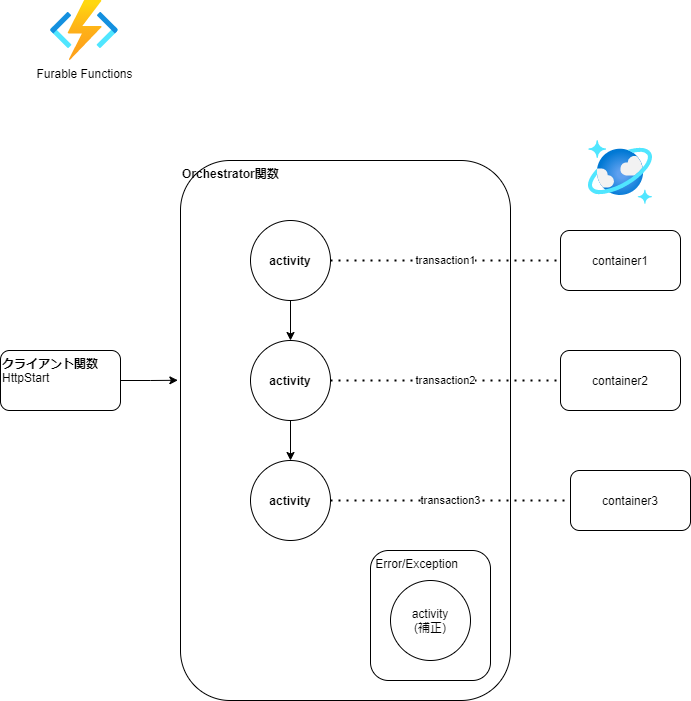 Furable Functions
Orchestrator関数
activity
transaction1
container1
クライアント関数
HttpStart
activity
transaction2
container2
activity
transaction3
container3
Error/Exception
activity
(補正)